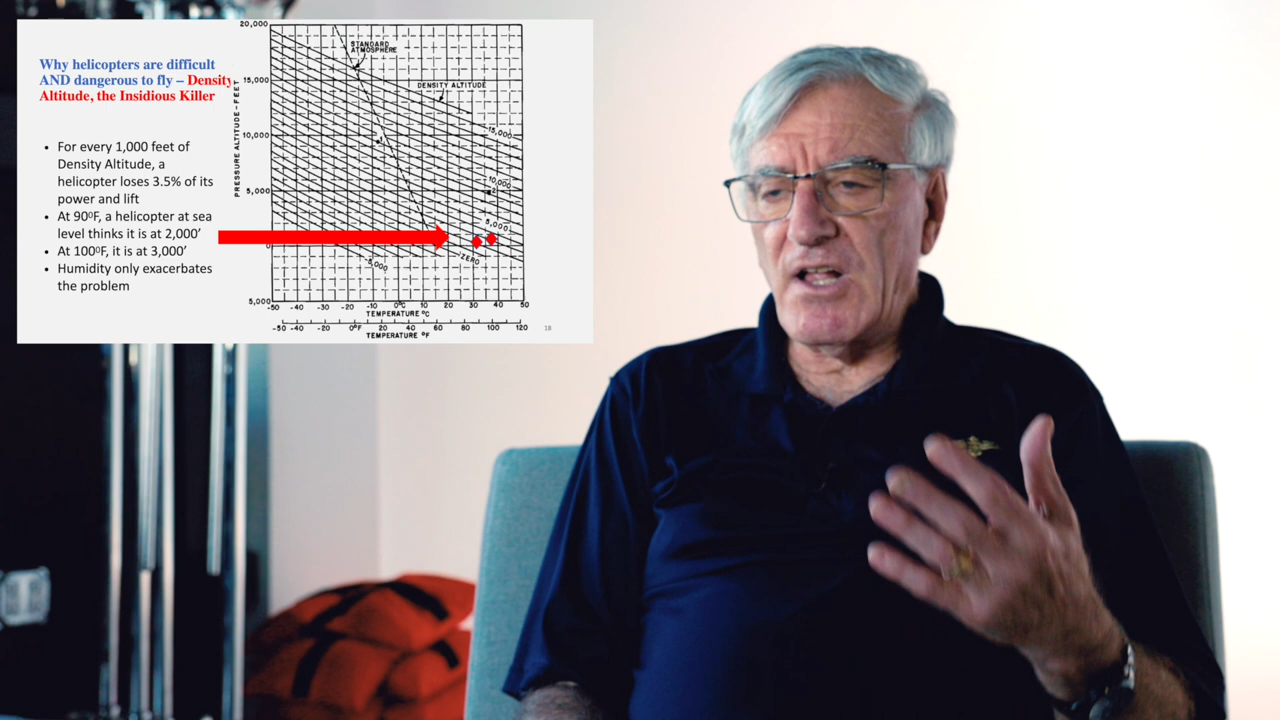 Why helicopters are difficult
AND dangerous to fly – Density
Altitude, the Insidious Killer
• For every 1,000 feet of
Density Altitude, a
helicopter loses 3.5% of its
power and lift
• At 90⁰F, a helicopter at sea
level thinks it is at 2,000’
• At 100⁰F, it is at 3,000’
• Humidity only exacerbates
the problem
20,000
15,000
10,000
5,000
0
5,000
PRESSURE ALTITUDE – FEET
STANDARD
ATMOSPHERE
DENSITY ALTITUDE
15,000
10,000
2
5,000
ZERO
-5,000
-50 -40 -30 -20 -10 0°C 10 20 30 40 50
TEMPERATURE °C
-50 -40 -20 0°F 20 40 60 80 100 120
TEMPERATURE °F
18